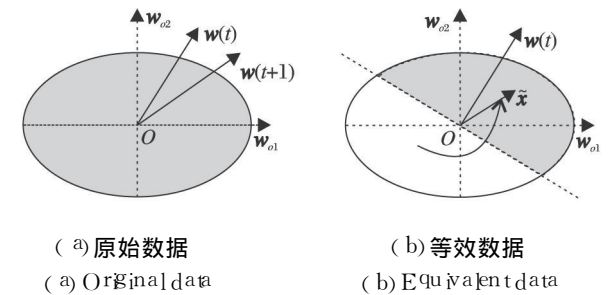 w_o2
w(t)
w(t+1)
O
w_o1
w_o2
w(t)
x̃
O
w_o1
(a)原始数据
(b)等效数据
(a) Original data
(b) Equivalent data